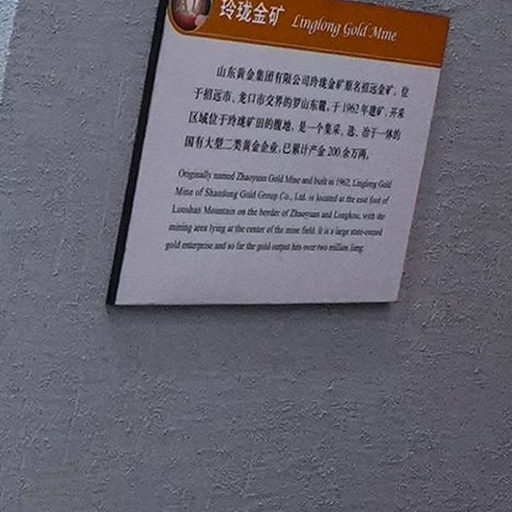 玲珑金矿 Linglong Gold Mine
山东黄金集团有限公司玲珑金矿原名招远金矿，位
于招远市、龙口市交界的罗山东麓，于1962年建矿，开采
区域位于玲珑矿田的腹地，是一个集采、选、冶于一体的
国有大型二类黄金企业，已累计产金200余万两。
Originally named Zhaoyuan Gold Mine and built in 1962, Linglong Gold
Mine of Shandong Gold Group Co., Ltd. is located at the east foot of
Luoshan Mountain on the border of Zhaoyuan and Longkou, with the
mining area lying at the center of the mine field. It is a large state-owned
gold enterprise and so far the gold output hits over two million liang